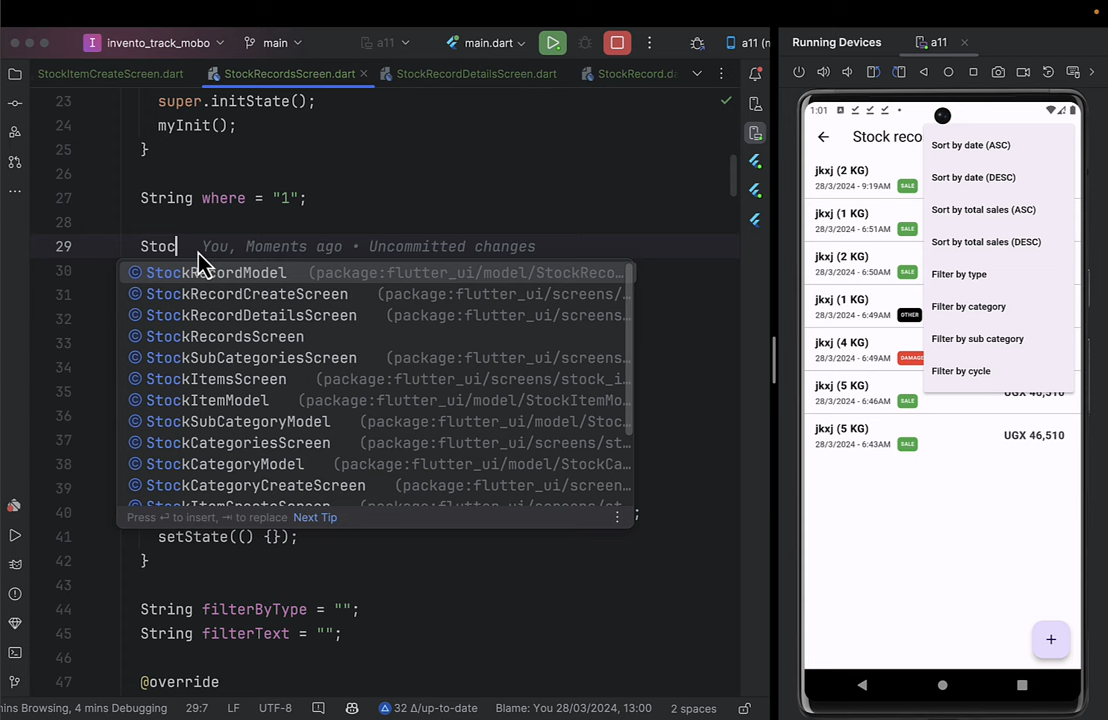 invento_track_mobo
main
a11
main.dart
a11 (m
Running Devices
a11
StockItemCreateScreen.dart
StockRecordsScreen.dart
StockRecordDetailsScreen.dart
StockRecord.da
23 super.initState();
24 myInit();
25 }
26
27 String where = "1";
28
29 Stoc You, Moments ago • Uncommitted changes
30
31
32
33
34
35
36
37
38
39
40 ;
41 setState(() {});
42 }
44 String filterByType = "";
45 String filterText = "";
46
47 @override
StockRecordModel (package:flutter_ui/model/StockReco...
StockRecordCreateScreen (package:flutter_ui/screens/...
StockRecordDetailsScreen (package:flutter_ui/screens...
StockRecordsScreen
StockSubCategoriesScreen (package:flutter_ui/screens...
StockItemsScreen (package:flutter_ui/screens/stock_i...
StockItemModel (package:flutter_ui/model/StockItemMo...
StockSubCategoryModel (package:flutter_ui/model/Stoc...
StockCategoriesScreen (package:flutter_ui/screens/st...
StockCategoryModel (package:flutter_ui/model/StockCa...
StockCategoryCreateScreen (package:flutter_ui/screen...
Press ↵ to insert, ⇥ to replace Next Tip
ins Browsing, 4 mins Debugging 29:7 LF UTF-8 32 Δ/up-to-date Blame: You 28/03/2024, 13:00 2 spaces
1:01
Stock reco
Sort by date (ASC)
Sort by date (DESC)
Sort by total sales (ASC)
Sort by total sales (DESC)
Filter by type
Filter by category
Filter by sub category
Filter by cycle
jkxj (2 KG)
28/3/2024 - 9:19AM SALE
jkxj (1 KG)
28/3/2024 - 6:51AM SALE
jkxj (2 KG)
28/3/2024 - 6:50AM SALE
jkxj (1 KG)
28/3/2024 - 6:49AM OTHER
jkxj (4 KG)
28/3/2024 - 6:49AM DAMAG
jkxj (5 KG)
28/3/2024 - 6:46AM SALE
UGX 46,510
jkxj (5 KG)
28/3/2024 - 6:43AM SALE
UGX 46,510
+